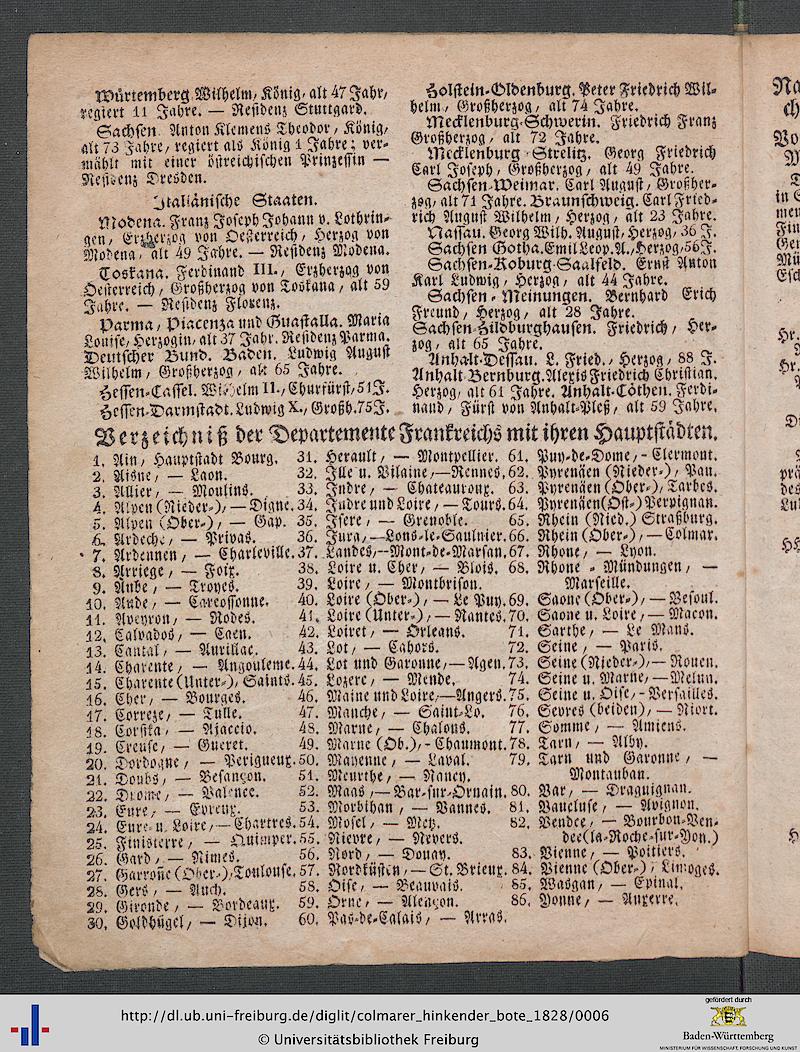 Würtemberg. Wilhelm, König, alt 47 Jahr,
regiert 11 Jahre. — Residenz Stuttgard.
Sachsen. Anton Klemens Theodor, König,
alt 73 Jahre, regiert als König 1 Jahre; ver-
mählt mit einer östreichischen Prinzessin —
Residenz Dresden.
Italiänische Staaten.
Modena. Franz Joseph Johann v. Lothrin-
gen, Erzherzog von Oesterreich, Herzog von
Modena, alt 49 Jahre. — Residenz Modena.
Toskana. Ferdinand III., Erzherzag von
Oesterreich, Großherzog von Toskana, alt 59
Jahre. — Residenz Florenz.
Parma, Piacenza und Guastalla. Maria
Louise, Herzogin, alt 37 Jahr. Residenz Parma.
Deutscher Bund. Baden. Ludwig August
Wilhelm, Großherzog, alt 65 Jahre.
Hessen-Cassel. Wilhelm II., Churfürst, 51 J.
Hessen-Darmstadt. Ludwig X., Großh. 75 J.
Holstein-Oldenburg. Peter Friedrich Wil-
helm, Großherzog, alt 74 Jahre.
Mecklenburg-Schwerin. Friedrich Franz
Großherzog, alt 72 Jahre.
Mecklenburg-Strelitz. Georg Friedrich
Carl Joseph, Großherzog, alt 49 Jahre.
Sachsen-Weimar. Carl August, Großher-
zog, alt 71 Jahre. Braunschweig. Carl Fried-
rich August Wilhelm, Herzog, alt 23 Jahre.
Nassau. Georg Wilh. August, Herzog, 36 J.
Sachsen Gotha. Emil Leop. A., Herzog, 56 J.
Sachsen-Koburg-Saalfeld. Ernst Anton
Karl Ludwig, Herzog, alt 44 Jahre.
Sachsen-Meinungen. Bernhard Erich
Freund, Herzog, alt 28 Jahre.
Sachsen-Hildburghausen. Friedrich, Her-
zog, alt 65 Jahre.
Anhalt-Dessau. L. Fried., Herzog, 88 J.
Anhalt Bernburg. Alexis Friedrich Christian,
Herzog, alt 61 Jahre. Anhalt-Cöthen. Ferdi-
nand, Fürst von Anhalt-Pleß, alt 59 Jahre.
Verzeichniß der Departemente Frankreichs mit ihren Hauptstädten.
1. Ain, Hauptstadt Bourg.
2. Aisne, — Laon.
3. Allier, — Moulins.
4. Alpen (Nieder-), — Digne.
5. Alpen (Ober-), — Gap.
6. Ardeche, — Privas.
7. Ardennen, — Charleville.
8. Arriege, — Foix.
9. Aube, — Troyes.
10. Aude, — Carcossonne.
11. Aveyron, — Rodes.
12. Calvados, — Caen.
13. Cantal, — Aurillac.
14. Charente, — Angouleme.
15. Charente (Unter-), Saints.
16. Cher, — Bourges.
17. Correze, — Tulle.
18. Corsika, — Ajaccio.
19. Creuse, — Gueret.
20. Dordogne, — Perigueux.
21. Doubs, — Besançon.
22. Drome, — Valence.
23. Eure, — Evreux.
24. Eure u. Loire, — Chartres.
25. Finisterre, — Quimper.
26. Gard, — Nimes.
27. Garronne (Ober-), Toulouse.
28. Gers, — Auch.
29. Gironde, — Bordeaux.
30. Goldhügel, — Dijon.
31. Herault, — Montpellier.
32. Ille u. Vilaine, — Rennes.
33. Indre, — Chateauroux.
34. Indre und Loire, — Tours.
35. Isere, — Grenoble.
36. Jura, — Lons-le-Saulnier.
37. Landes, — Mont-de-Marsan.
38. Loire u. Cher, — Blois.
39. Loire, — Montbrison.
40. Loire (Ober-), — Le Puy.
41. Loire (Unter-), — Nantes.
42. Loiret, — Orleans.
43. Lot, — Cahors.
44. Lot und Garonne, — Agen.
45. Lozere, — Mende.
46. Maine und Loire, — Angers.
47. Manche, — Saint-Lo.
48. Marne, — Chalons.
49. Marne (Ob.), - Chaumont.
50. Mayenne, — Laval.
51. Meurthe, — Nancy.
52. Maas, — Bar-sur-Ornain.
53. Morbihan, — Vannes.
54. Mosel, — Metz.
55. Nievre, — Nevers.
56. Nord, — Douay.
57. Nordküsten, — St. Brieux.
58. Oise, — Beauvais.
59. Orne, — Alençon.
60. Pas-de-Calais, — Arras.
61. Puy-de-Dome, — Clermont.
62. Pyrenäen (Nieder-), Pau.
63. Pyrenäen (Ober-), Tarbes.
64. Pyrenäen (Ost-) Perpignan.
65. Rhein (Nied.) Straßburg.
66. Rhein (Ober-), — Colmar.
67. Rhone, — Lyon.
68. Rhone-Mündungen, —
Marseille.
69. Saone (Ober-), — Vesoul.
70. Saone u. Loire, — Macon.
71. Sarthe, — Le Mans.
72. Seine, — Paris.
73. Seine (Nieder-), — Rouen.
74. Seine u. Marne, — Melun.
75. Seine u. Oise, - Versailles.
76. Sevres (beiden), — Niort.
77. Somme, — Amiens.
78. Tarn, — Alby.
79. Tarn und Garonne, —
Montauban.
80. Var, — Draguignan.
81. Vaucluse, — Avignon.
82. Vendee, — Bourbon-Ven-
dee (la-Roche-sur-Yon.)
83. Vienne, — Poitiers.
84. Vienne (Ober-), Limoges.
85. Wasgau, — Epinal.
86. Yonne, — Auxerre.
http://dl.ub.uni-freiburg.de/diglit/colmarer_hinkender_bote_1828/0006
© Universitätsbibliothek Freiburg
gefördert durch
Baden-Württemberg
MINISTERIUM FÜR WISSENSCHAFT, FORSCHUNG UND KUNST